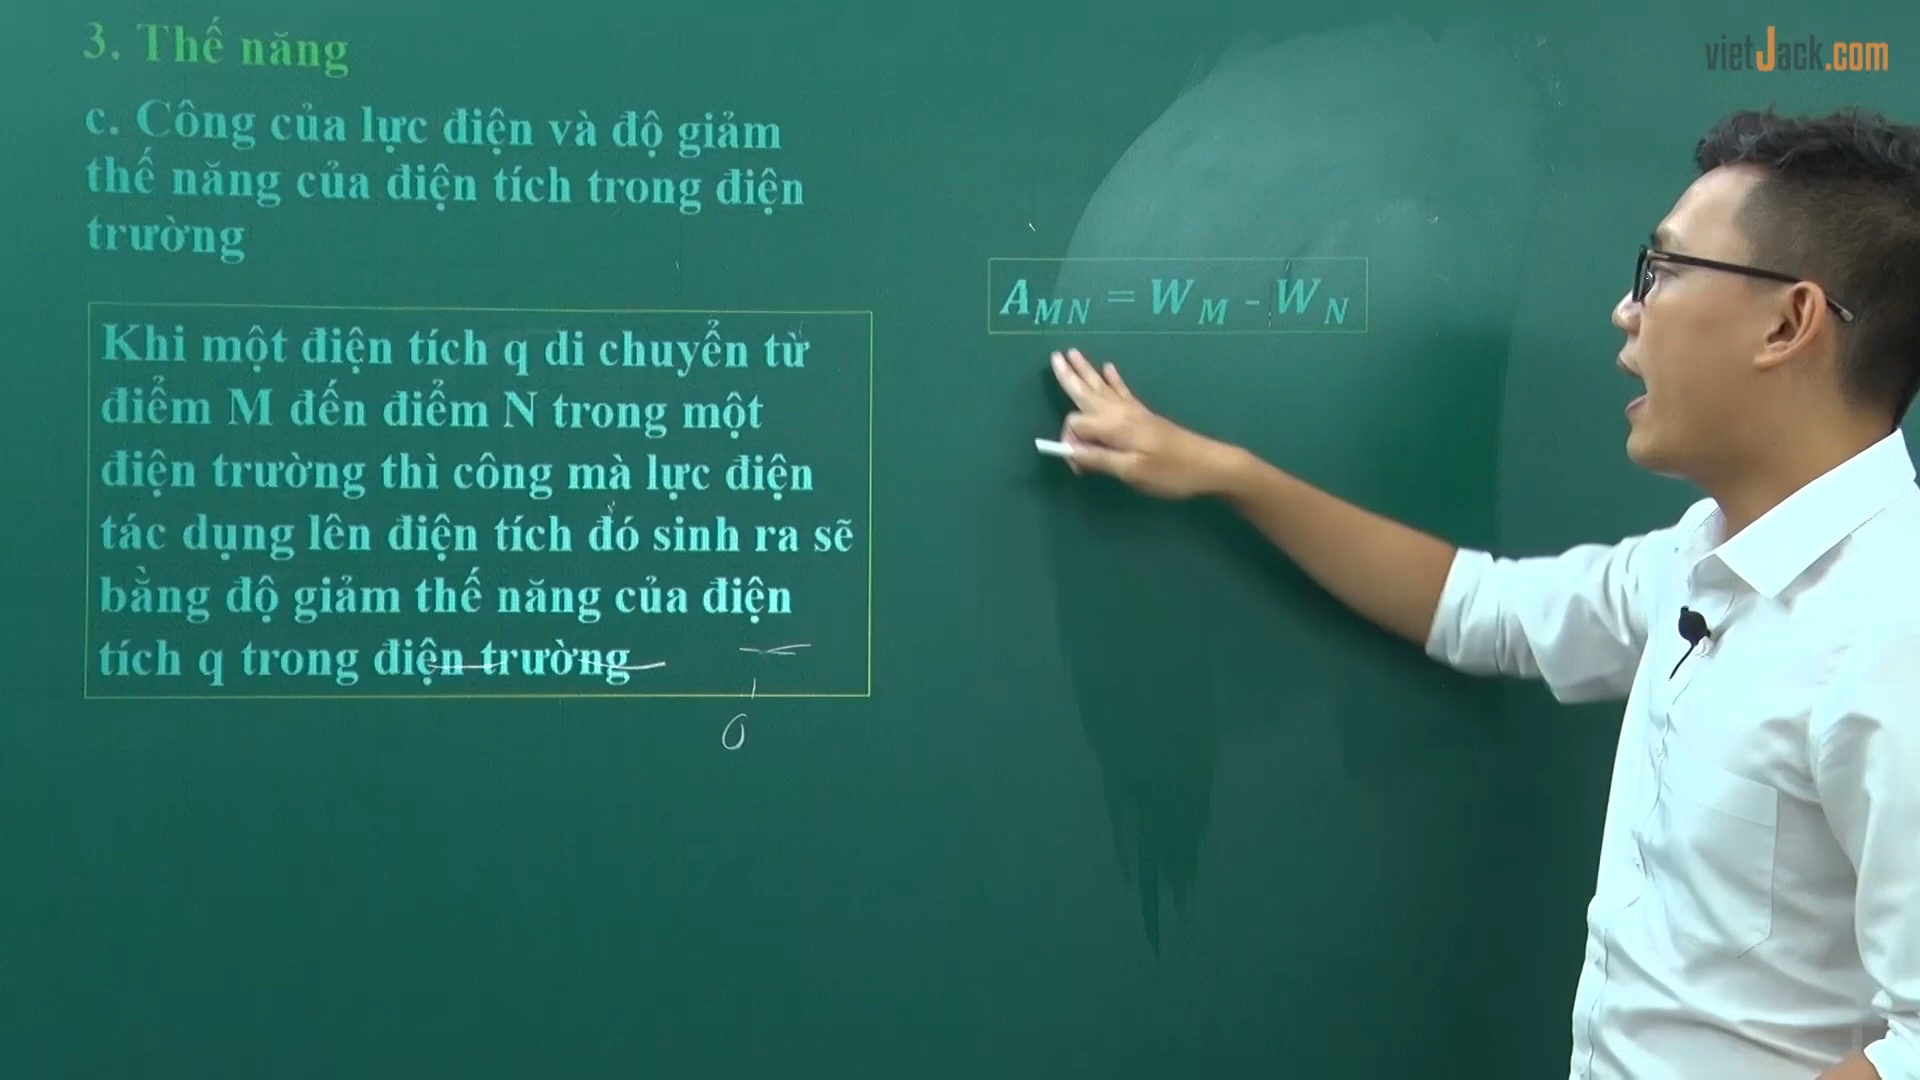 3. Thế năng
vietJack.com
c. Công của lực điện và độ giảm
thế năng của điện tích trong điện
trường
A_{MN} = W_M - W_N
Khi một điện tích q di chuyển từ
điểm M đến điểm N trong một
điện trường thì công mà lực điện
tác dụng lên điện tích đó sinh ra sẽ
bằng độ giảm thế năng của điện
tích q trong điện trường